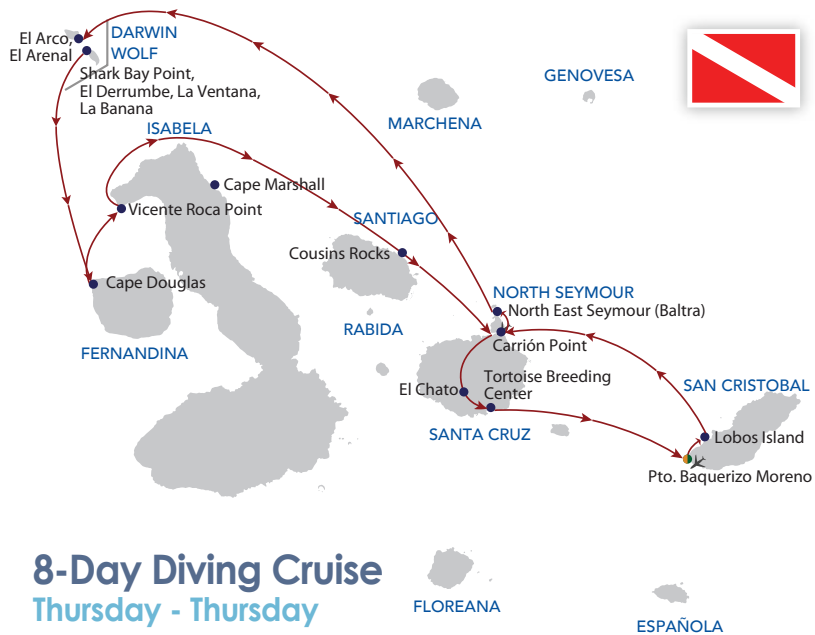 El Arco,
El Arenal
DARWIN
WOLF
Shark Bay Point,
El Derrumbe, La Ventana,
La Banana
GENOVESA
MARCHENA
ISABELA
Cape Marshall
Vicente Roca Point
SANTIAGO
Cousins Rocks
Cape Douglas
NORTH SEYMOUR
North East Seymour (Baltra)
RABIDA
Carrión Point
FERNANDINA
Tortoise Breeding
Center
El Chato
SAN CRISTOBAL
SANTA CRUZ
Lobos Island
Pto. Baquerizo Moreno
8-Day Diving Cruise
Thursday - Thursday
FLOREANA
ESPAÑOLA